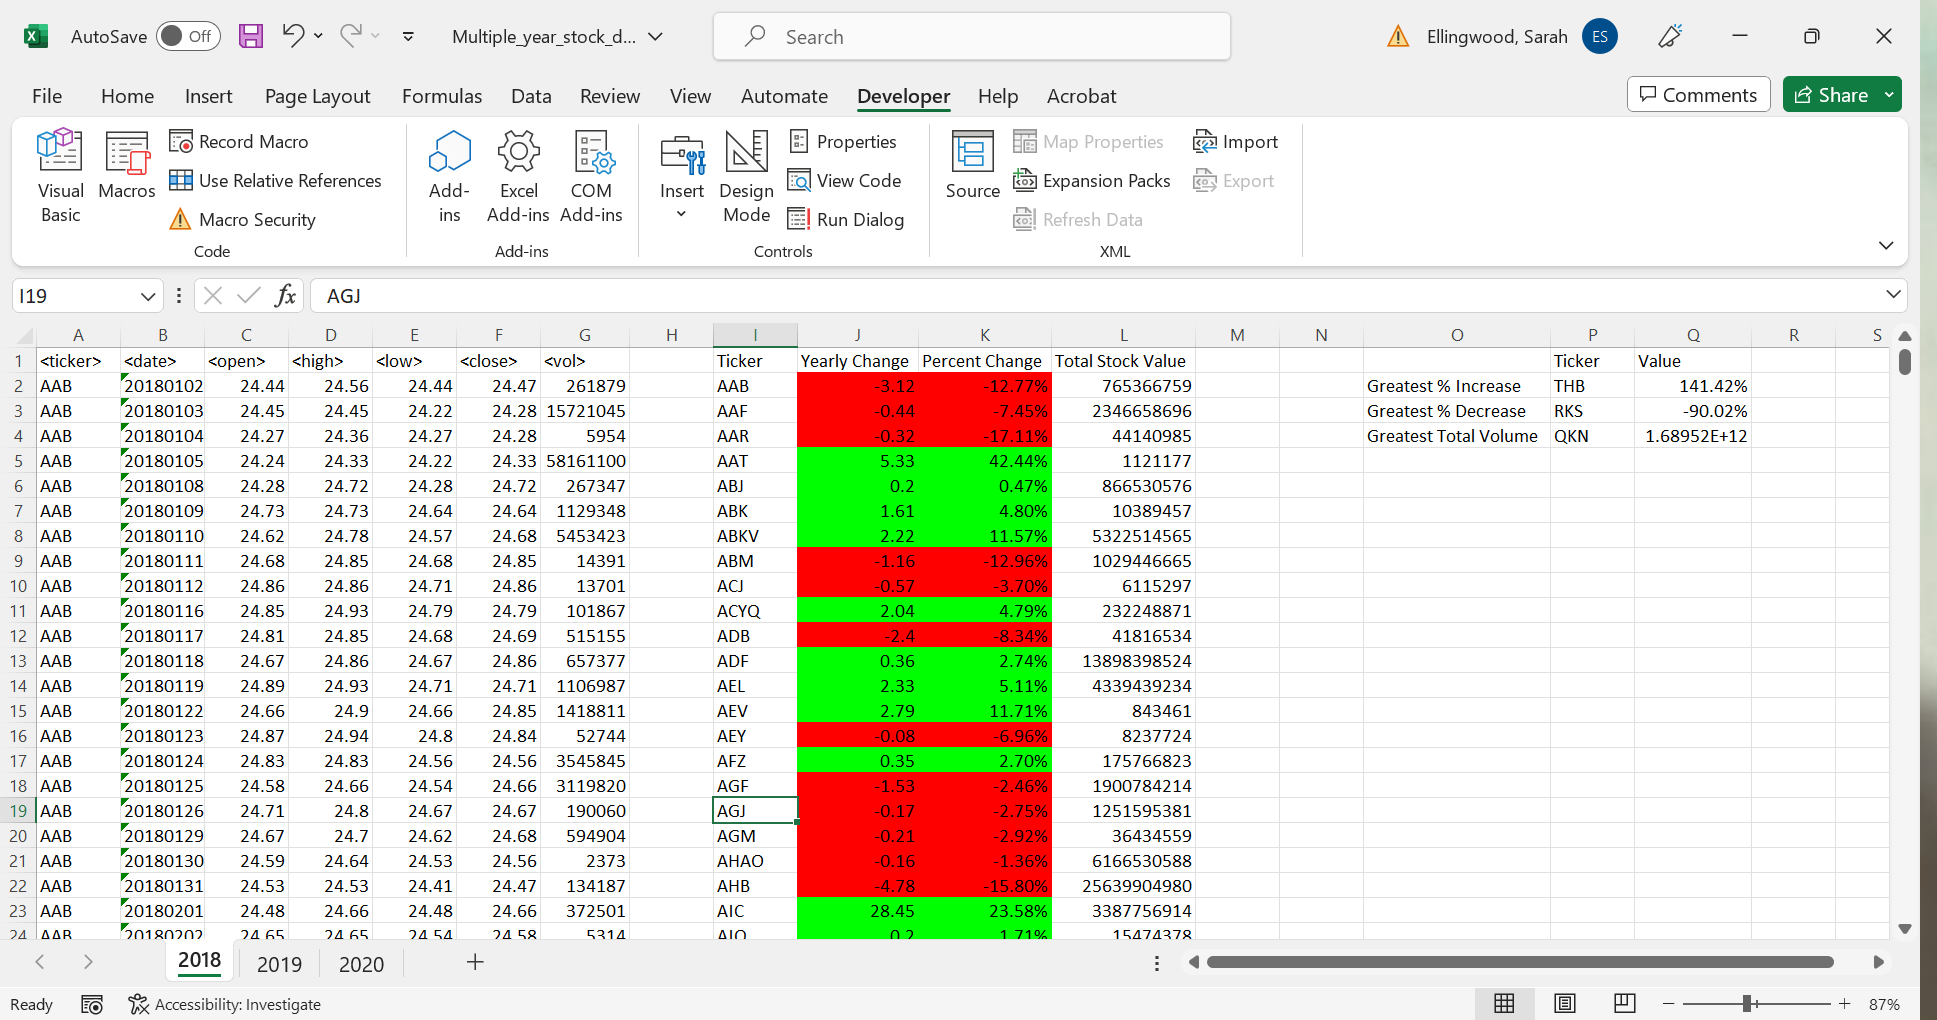 AutoSave Off Multiple_year_stock_d... Search Ellingwood, Sarah ES
File Home Insert Page Layout Formulas Data Review View Automate Developer Help Acrobat Comments Share
Visual Basic
Macros
Record Macro
Use Relative References
Macro Security
Code
Add-ins
Excel Add-ins
COM Add-ins
Add-ins
Insert
Design Mode
Properties
View Code
Run Dialog
Controls
Source
Map Properties
Expansion Packs
Refresh Data
Import
Export
XML
I19 fx AGJ
A B C D E F G H I J K L M N O P Q R S
1 <ticker> <date> <open> <high> <low> <close> <vol> Ticker Yearly Change Percent Change Total Stock Value Ticker Value
2 AAB 20180102 24.44 24.56 24.44 24.47 261879 AAB -3.12 -12.77% 765366759 Greatest % Increase THB 141.42%
3 AAB 20180103 24.45 24.45 24.22 24.28 15721045 AAF -0.44 -7.45% 2346658696 Greatest % Decrease RKS -90.02%
4 AAB 20180104 24.27 24.36 24.27 24.28 5954 AAR -0.32 -17.11% 44140985 Greatest Total Volume QKN 1.68952E+12
5 AAB 20180105 24.24 24.33 24.22 24.33 58161100 AAT 5.33 42.44% 1121177
6 AAB 20180108 24.28 24.72 24.28 24.72 267347 ABJ 0.2 0.47% 866530576
7 AAB 20180109 24.73 24.73 24.64 24.64 1129348 ABK 1.61 4.80% 10389457
8 AAB 20180110 24.62 24.78 24.57 24.68 5453423 ABKV 2.22 11.57% 5322514565
9 AAB 20180111 24.68 24.85 24.68 24.85 14391 ABM -1.16 -12.96% 1029446665
10 AAB 20180112 24.86 24.86 24.71 24.86 13701 ACJ -0.57 -3.70% 6115297
11 AAB 20180116 24.85 24.93 24.79 24.79 101867 ACYQ 2.04 4.79% 232248871
12 AAB 20180117 24.81 24.85 24.68 24.69 515155 ADB -2.4 -8.34% 41816534
13 AAB 20180118 24.67 24.86 24.67 24.86 657377 ADF 0.36 2.74% 13898398524
14 AAB 20180119 24.89 24.93 24.71 24.71 1106987 AEL 2.33 5.11% 4339439234
15 AAB 20180122 24.66 24.9 24.66 24.85 1418811 AEV 2.79 11.71% 843461
16 AAB 20180123 24.87 24.94 24.8 24.84 52744 AEY -0.08 -6.96% 8237724
17 AAB 20180124 24.83 24.83 24.56 24.56 3545845 AFZ 0.35 2.70% 175766823
18 AAB 20180125 24.58 24.66 24.54 24.66 3119820 AGF -1.53 -2.46% 1900784214
19 AAB 20180126 24.71 24.8 24.67 24.67 190060 AGJ -0.17 -2.75% 1251595381
20 AAB 20180129 24.67 24.7 24.62 24.68 594904 AGM -0.21 -2.92% 36434559
21 AAB 20180130 24.59 24.64 24.53 24.56 2373 AHAO -0.16 -1.36% 6166530588
22 AAB 20180131 24.53 24.53 24.41 24.47 134187 AHB -4.78 -15.80% 25639904980
23 AAB 20180201 24.48 24.66 24.48 24.66 372501 AIC 28.45 23.58% 3387756914
24 AAB 20180202 24.65 24.65 24.54 24.58 5314 0.2 1.71% 15474378
2018 2019 2020
Ready Accessibility: Investigate 87%